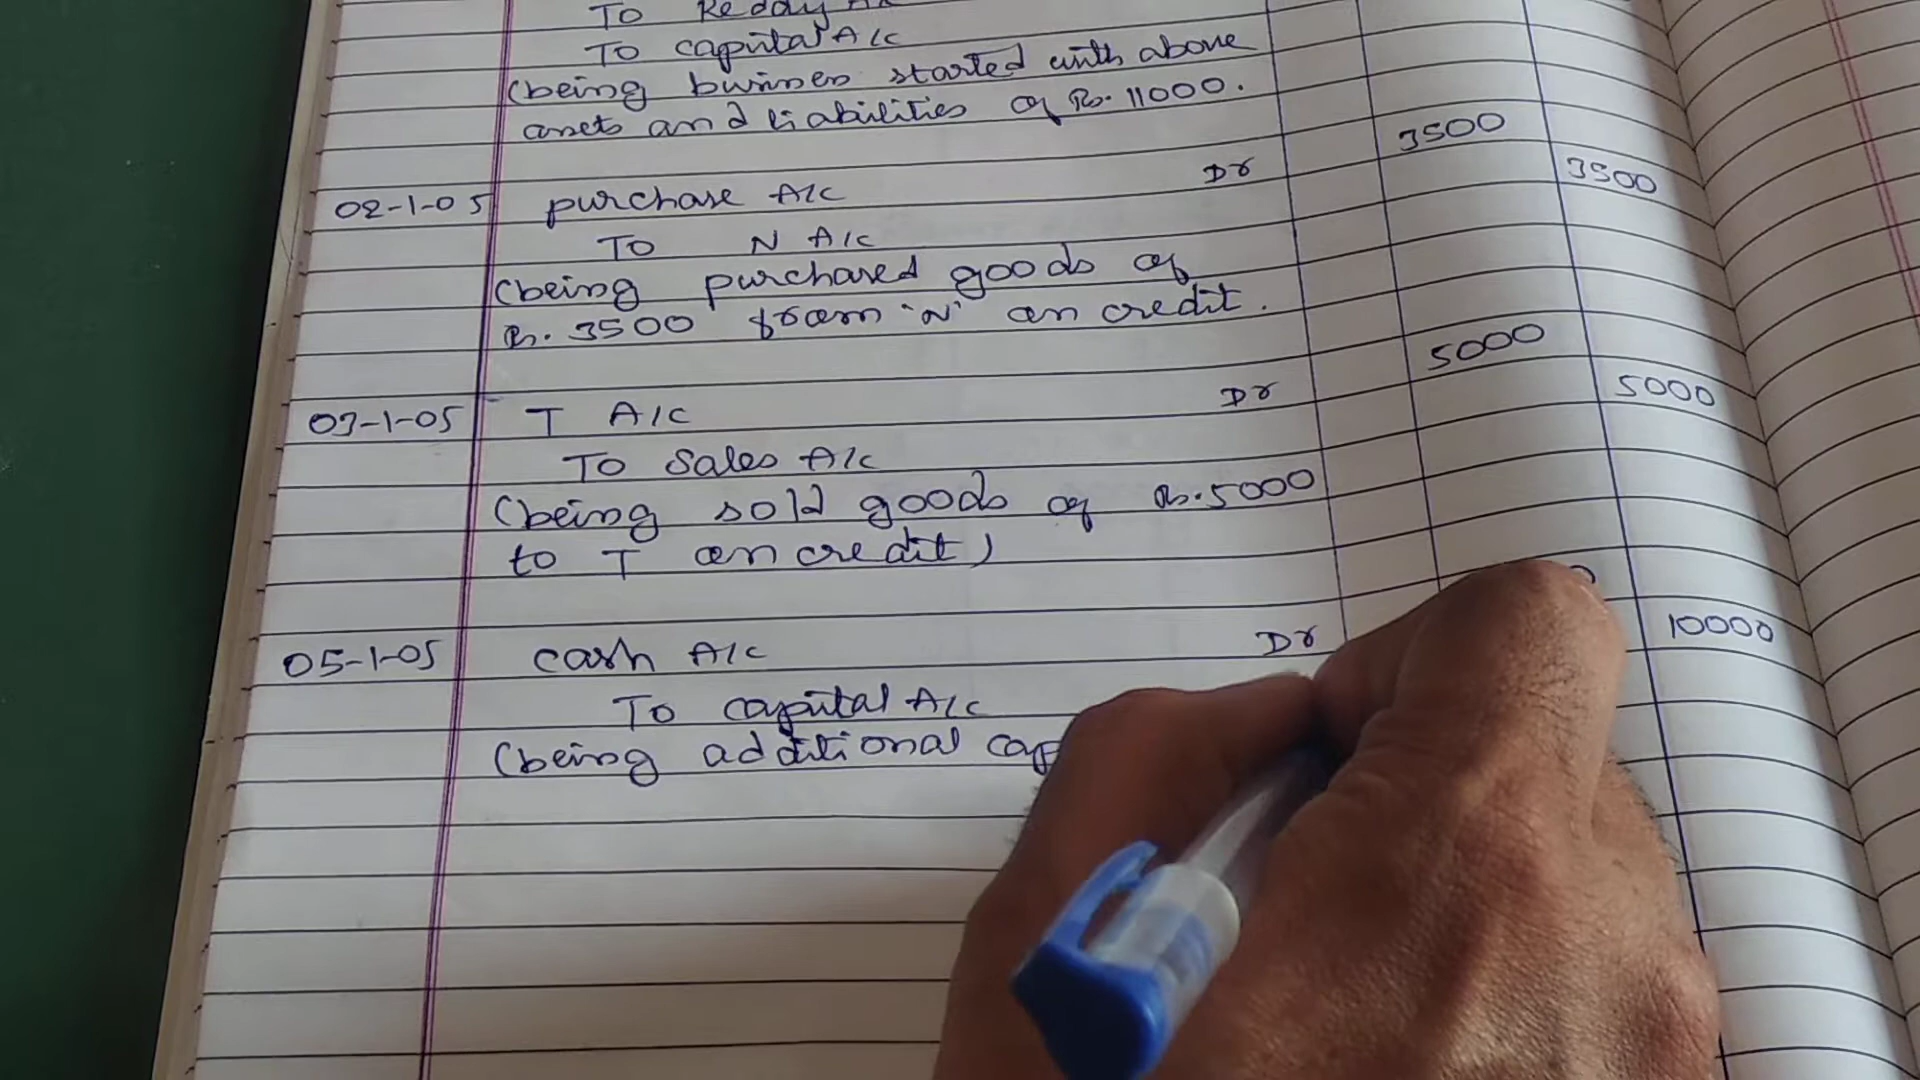 To Reddy A/c
To capital A/c
(being business started with above
assets and liabilities of Rs. 11000.
3500
02-1-05 purchase A/c Dr
3500
To N A/c
(being purchased goods of
Rs. 3500 from "N" on credit.
5000
03-1-05 T A/c Dr
5000
To Sales A/c
(being sold goods of Rs. 5000
to T on credit)
05-1-05 cash A/c Dr
10000
To capital A/c
(being additional